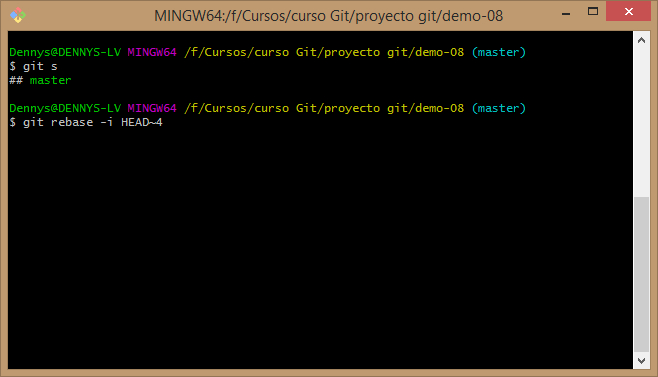 MINGW64:/f/Cursos/curso Git/proyecto git/demo-08
Dennys@DENNYS-LV MINGW64 /f/Cursos/curso Git/proyecto git/demo-08 (master)
$ git s
## master
Dennys@DENNYS-LV MINGW64 /f/Cursos/curso Git/proyecto git/demo-08 (master)
$ git rebase -i HEAD~4